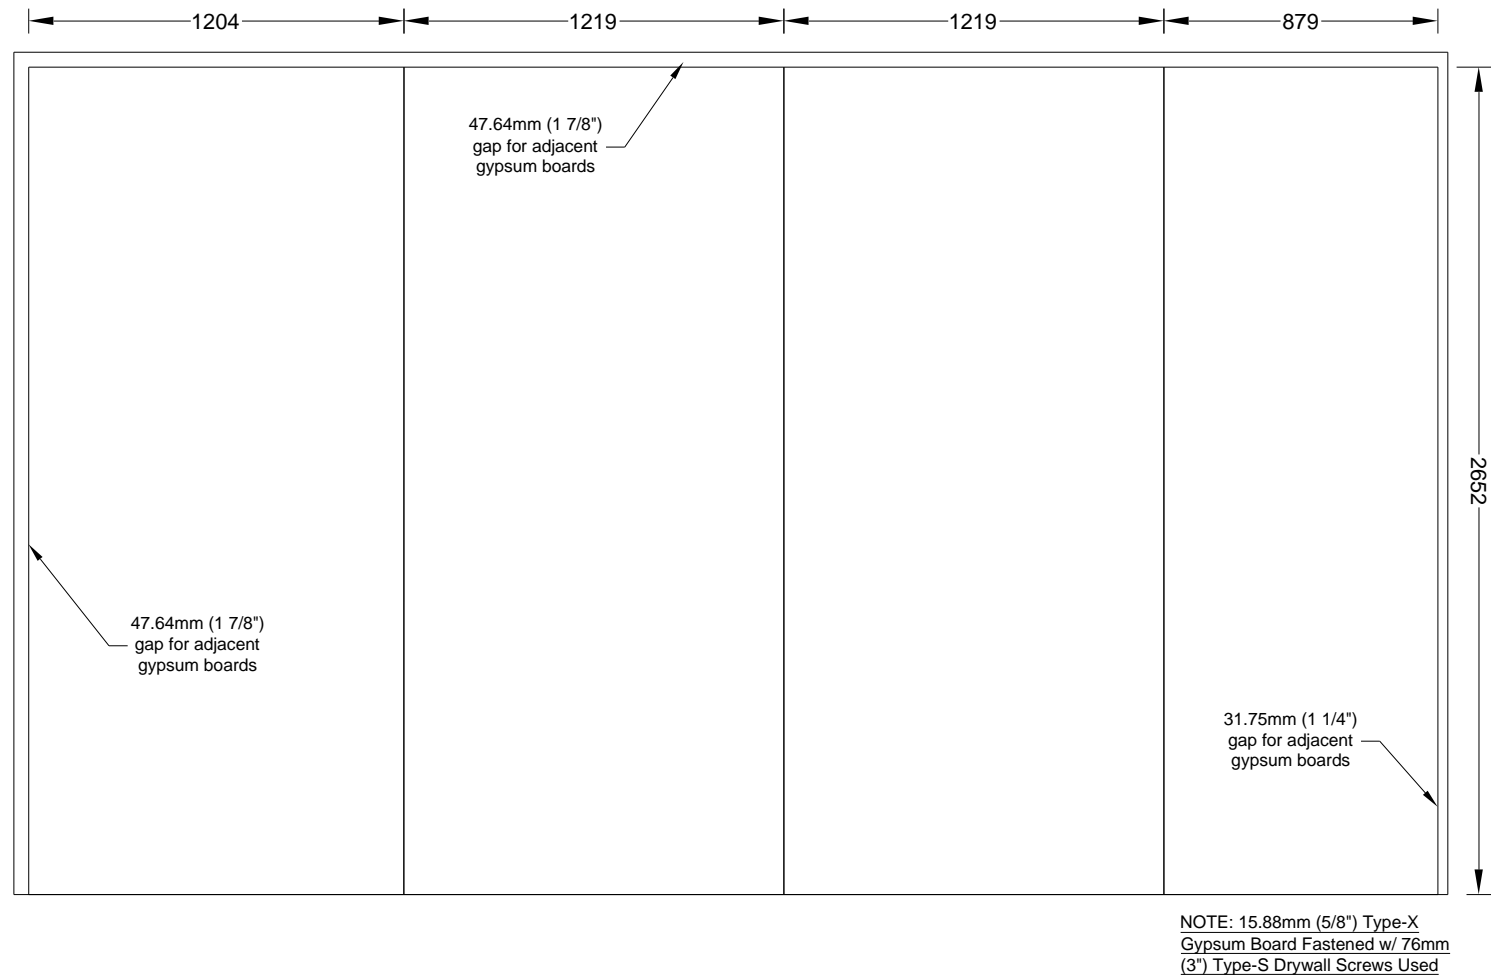 1204
1219
1219
879
47.64mm (1 7/8")
gap for adjacent
gypsum boards
2652
47.64mm (1 7/8")
gap for adjacent
gypsum boards
31.75mm (1 1/4")
gap for adjacent
gypsum boards
NOTE: 15.88mm (5/8") Type-X
Gypsum Board Fastened w/ 76mm
(3") Type-S Drywall Screws Used